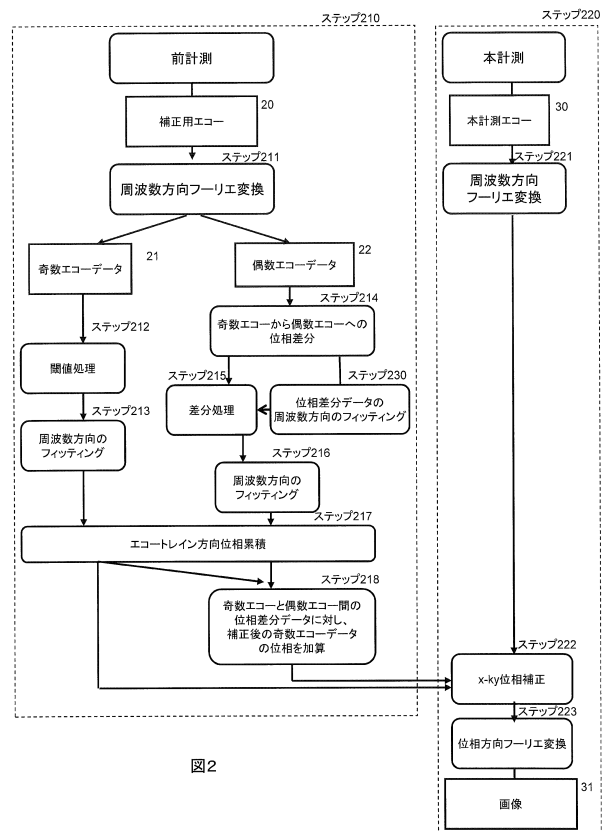 ステップ210
前計測
20
補正用エコー
ステップ211
周波数方向フーリエ変換
奇数エコーデータ
21
偶数エコーデータ
22
ステップ212
閾値処理
ステップ213
周波数方向の
フィッティング
ステップ214
奇数エコーから偶数エコーへの
位相差分
ステップ215
差分処理
ステップ230
位相差分データの
周波数方向のフィッティング
ステップ216
周波数方向の
フィッティング
ステップ217
エコートレイン方向位相累積
ステップ218
奇数エコーと偶数エコー間の
位相差分データに対し、
補正後の奇数エコーデータ
の位相を加算
ステップ220
本計測
30
本計測エコー
ステップ221
周波数方向
フーリエ変換
ステップ222
x-ky位相補正
ステップ223
位相方向フーリエ変換
31
画像
図2